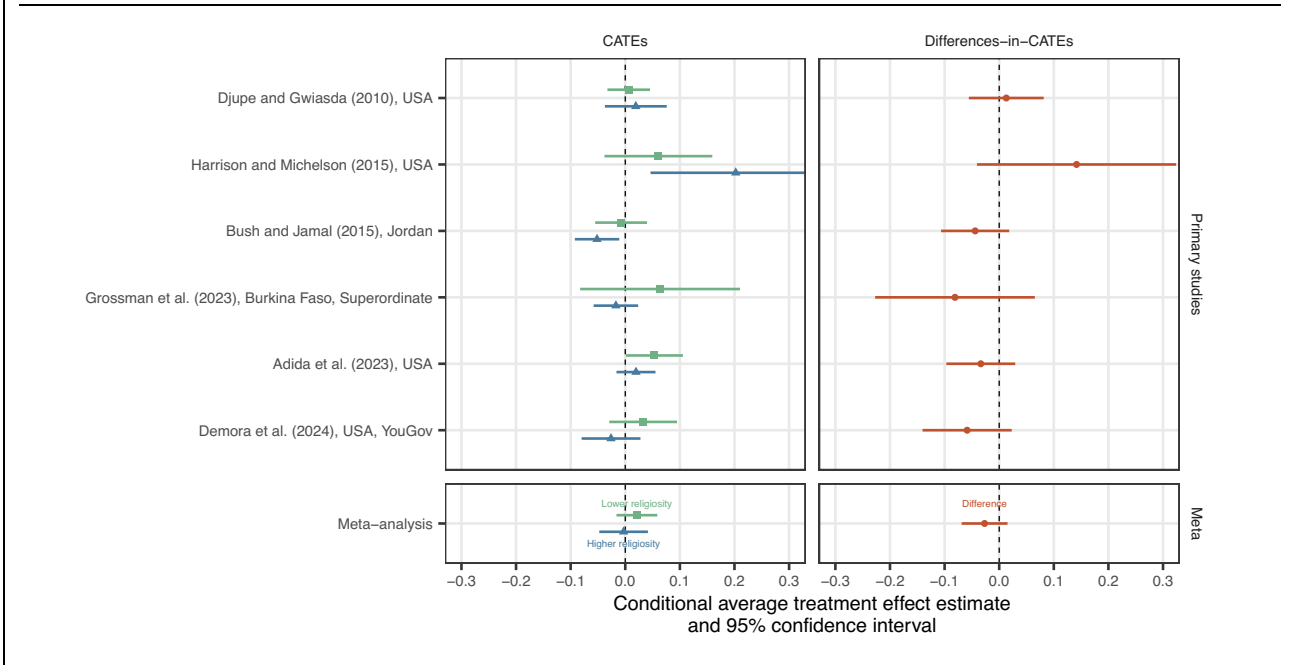 CATEs
Differences−in−CATEs
Djupe and Gwiasda (2010), USA
Harrison and Michelson (2015), USA
Bush and Jamal (2015), Jordan
Grossman et al. (2023), Burkina Faso, Superordinate
Adida et al. (2023), USA
Demora et al. (2024), USA, YouGov
Primary studies
Lower religiosity
Difference
Meta−analysis
Higher religiosity
Meta
−0.3 −0.2 −0.1 0.0 0.1 0.2 0.3
−0.3 −0.2 −0.1 0.0 0.1 0.2 0.3
Conditional average treatment effect estimate
and 95% confidence interval